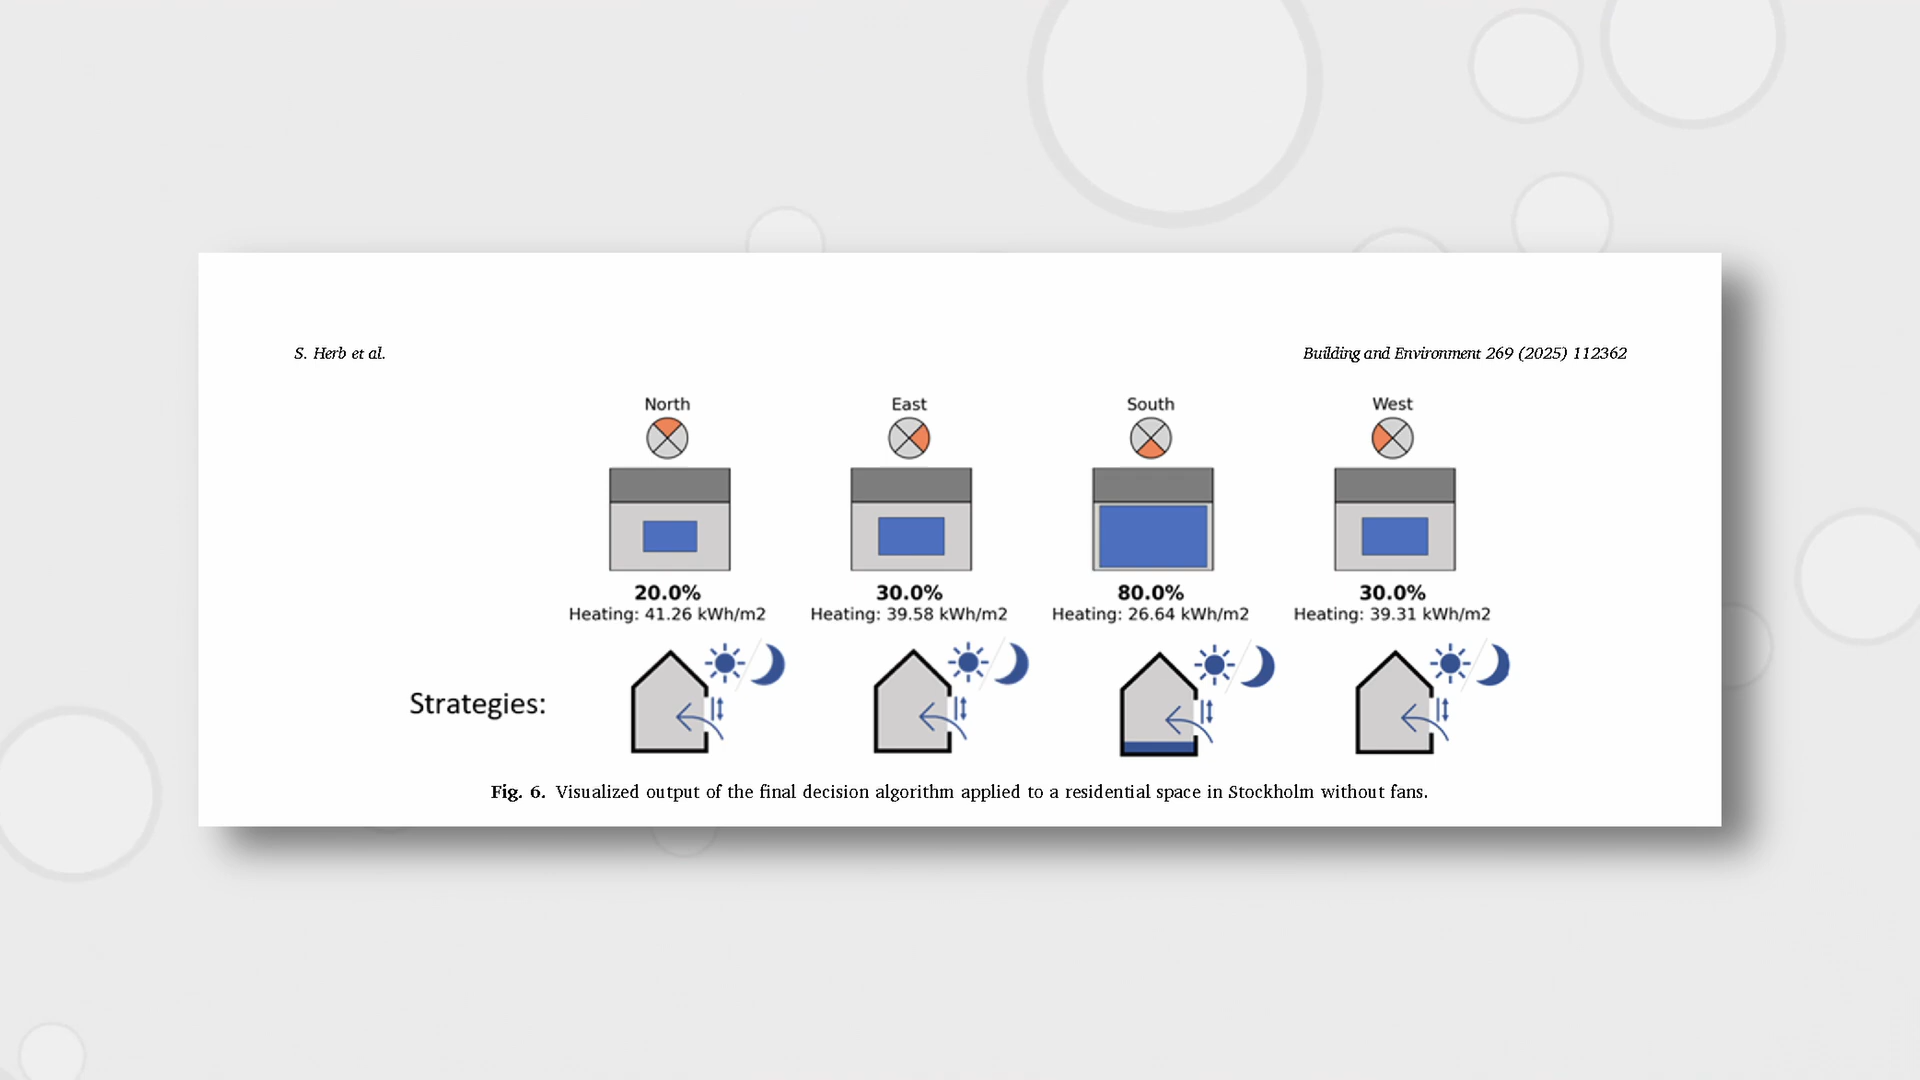 S. Herb et al.
Building and Environment 269 (2025) 112362
North East South West
20.0% 30.0% 80.0% 30.0%
Heating: 41.26 kWh/m2 Heating: 39.58 kWh/m2 Heating: 26.64 kWh/m2 Heating: 39.31 kWh/m2
Strategies:
Fig. 6. Visualized output of the final decision algorithm applied to a residential space in Stockholm without fans.